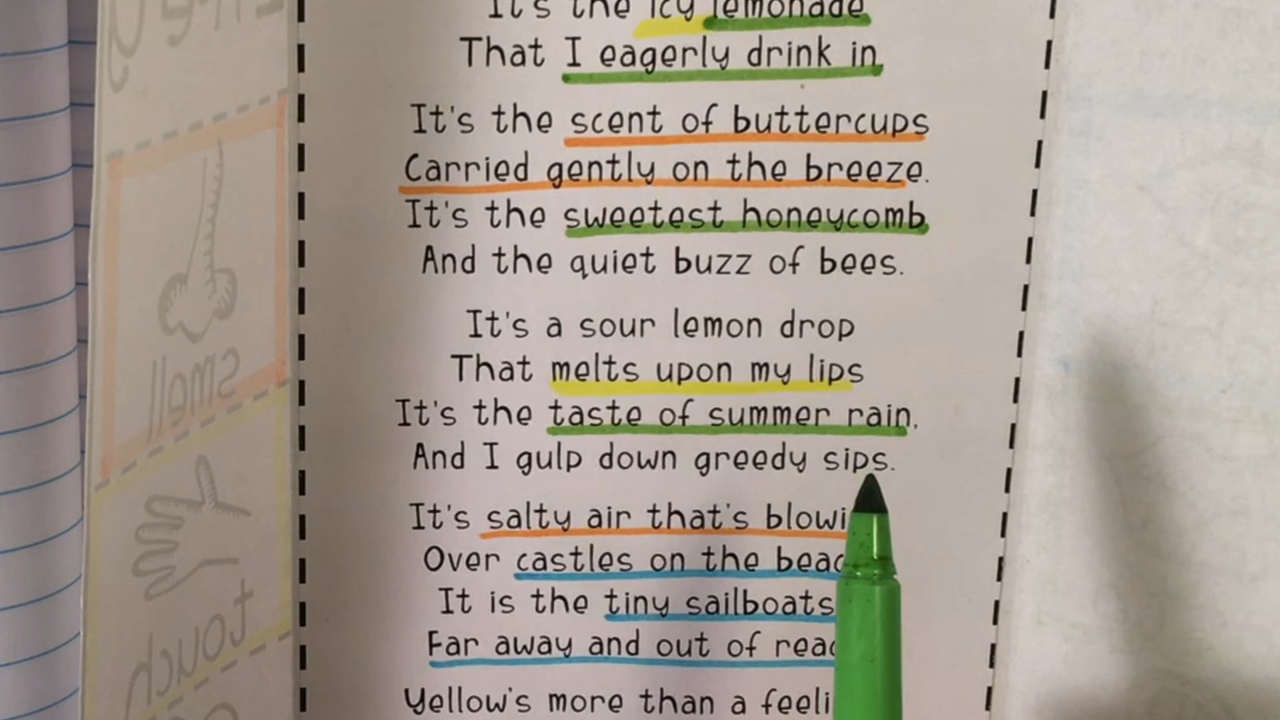 It's the icy lemonade
That I eagerly drink in
It's the scent of buttercups
Carried gently on the breeze.
It's the sweetest honeycomb
And the quiet buzz of bees.
It's a sour lemon drop
That melts upon my lips
It's the taste of summer rain.
And I gulp down greedy sips.
It's salty air that's blowi
Over castles on the beac
It is the tiny sailboats
Far away and out of reac
Yellow's more than a feeli
smell
touch